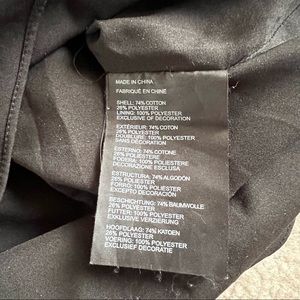 MADE IN CHINA
FABRIQUÉ EN CHINE
SHELL: 74% COTTON
26% POLYESTER
LINING: 100% POLYESTER
EXCLUSIVE OF DECORATION
EXTÉRIEUR: 74% COTON
26% POLYESTER
DOUBLURE: 100% POLYESTER
SANS DÉCORATION
ESTERNO: 74% COTONE
26% POLIESTERE
FODERA: 100% POLIESTERE
DECORAZIONE ESCLUSA
ESTRUCTURA: 74% ALGODÓN
26% POLIÉSTER
FORRO: 100% POLIÉSTER
EXCEPTO DECORACIÓN
BESCHICHTUNG: 74% BAUMWOLLE
26% POLYESTER
FUTTER: 100% POLYESTER
EXKLUSIVE VERZIERUNG
HOOFDLAAG: 74% KATOEN
26% POLYESTER
VOERING: 100% POLYESTER
EXCLUSIEF DECORATIE